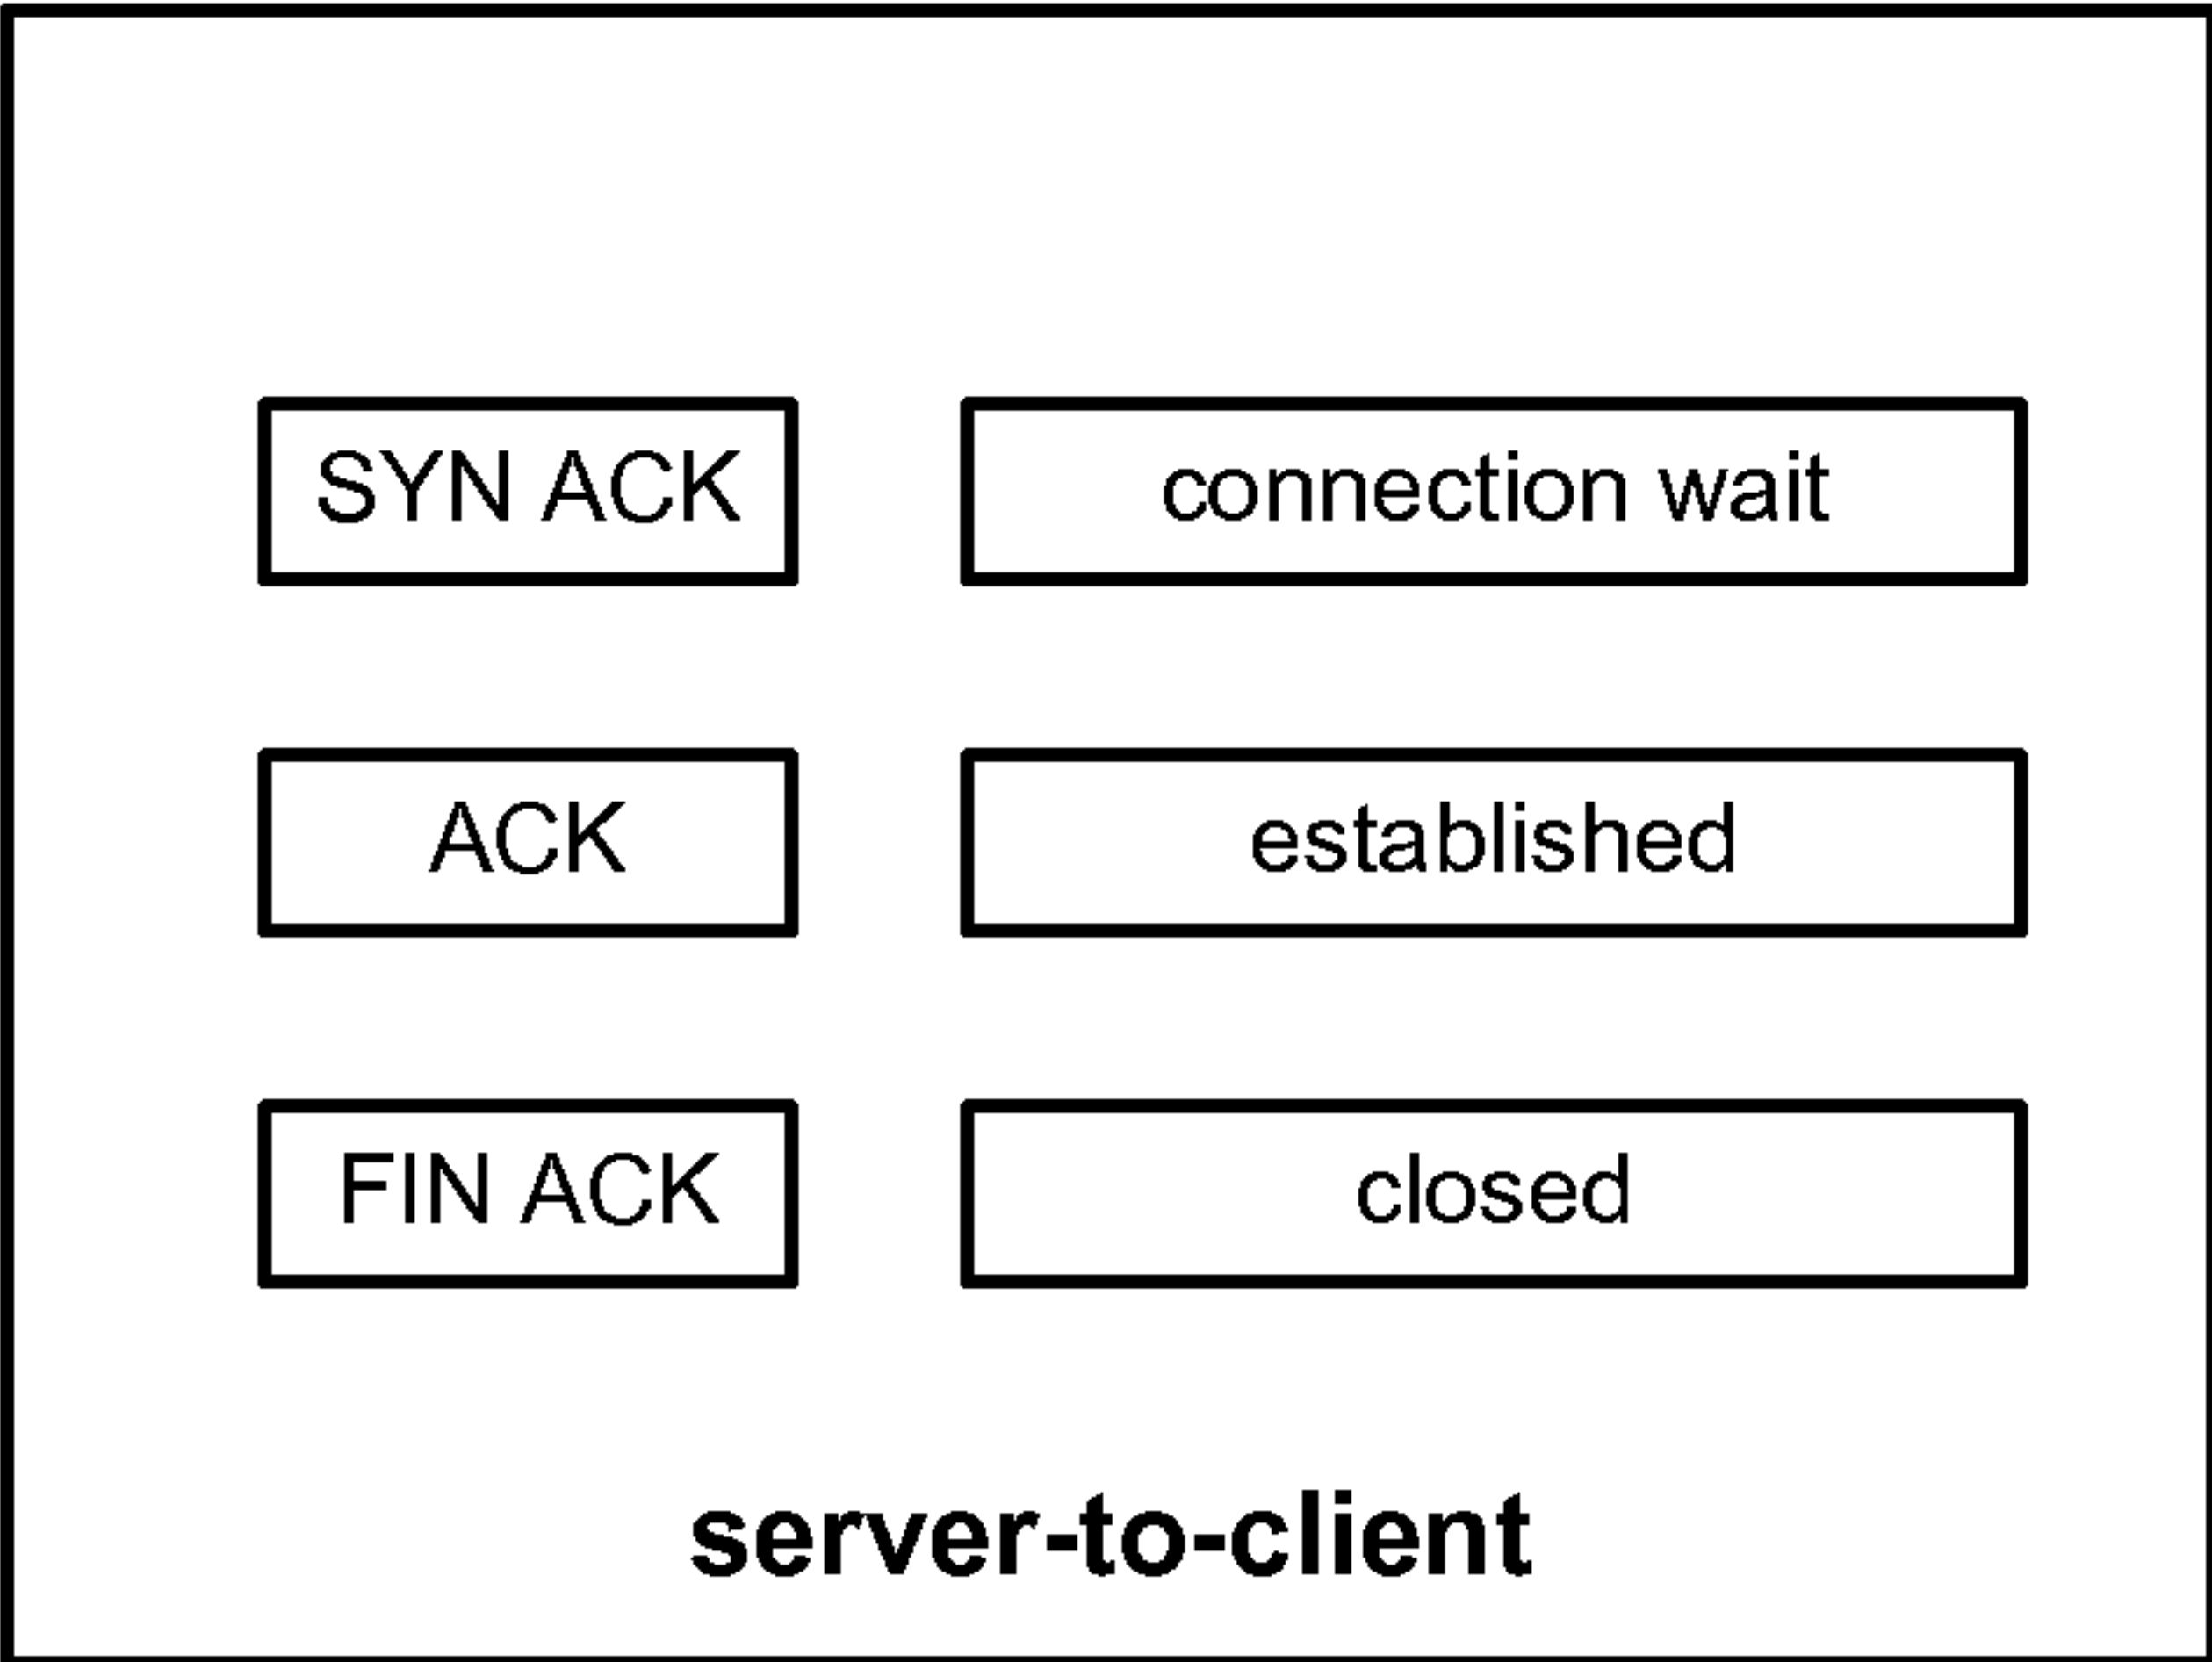 SYN ACK connection wait
ACK established
FIN ACK closed
server-to-client